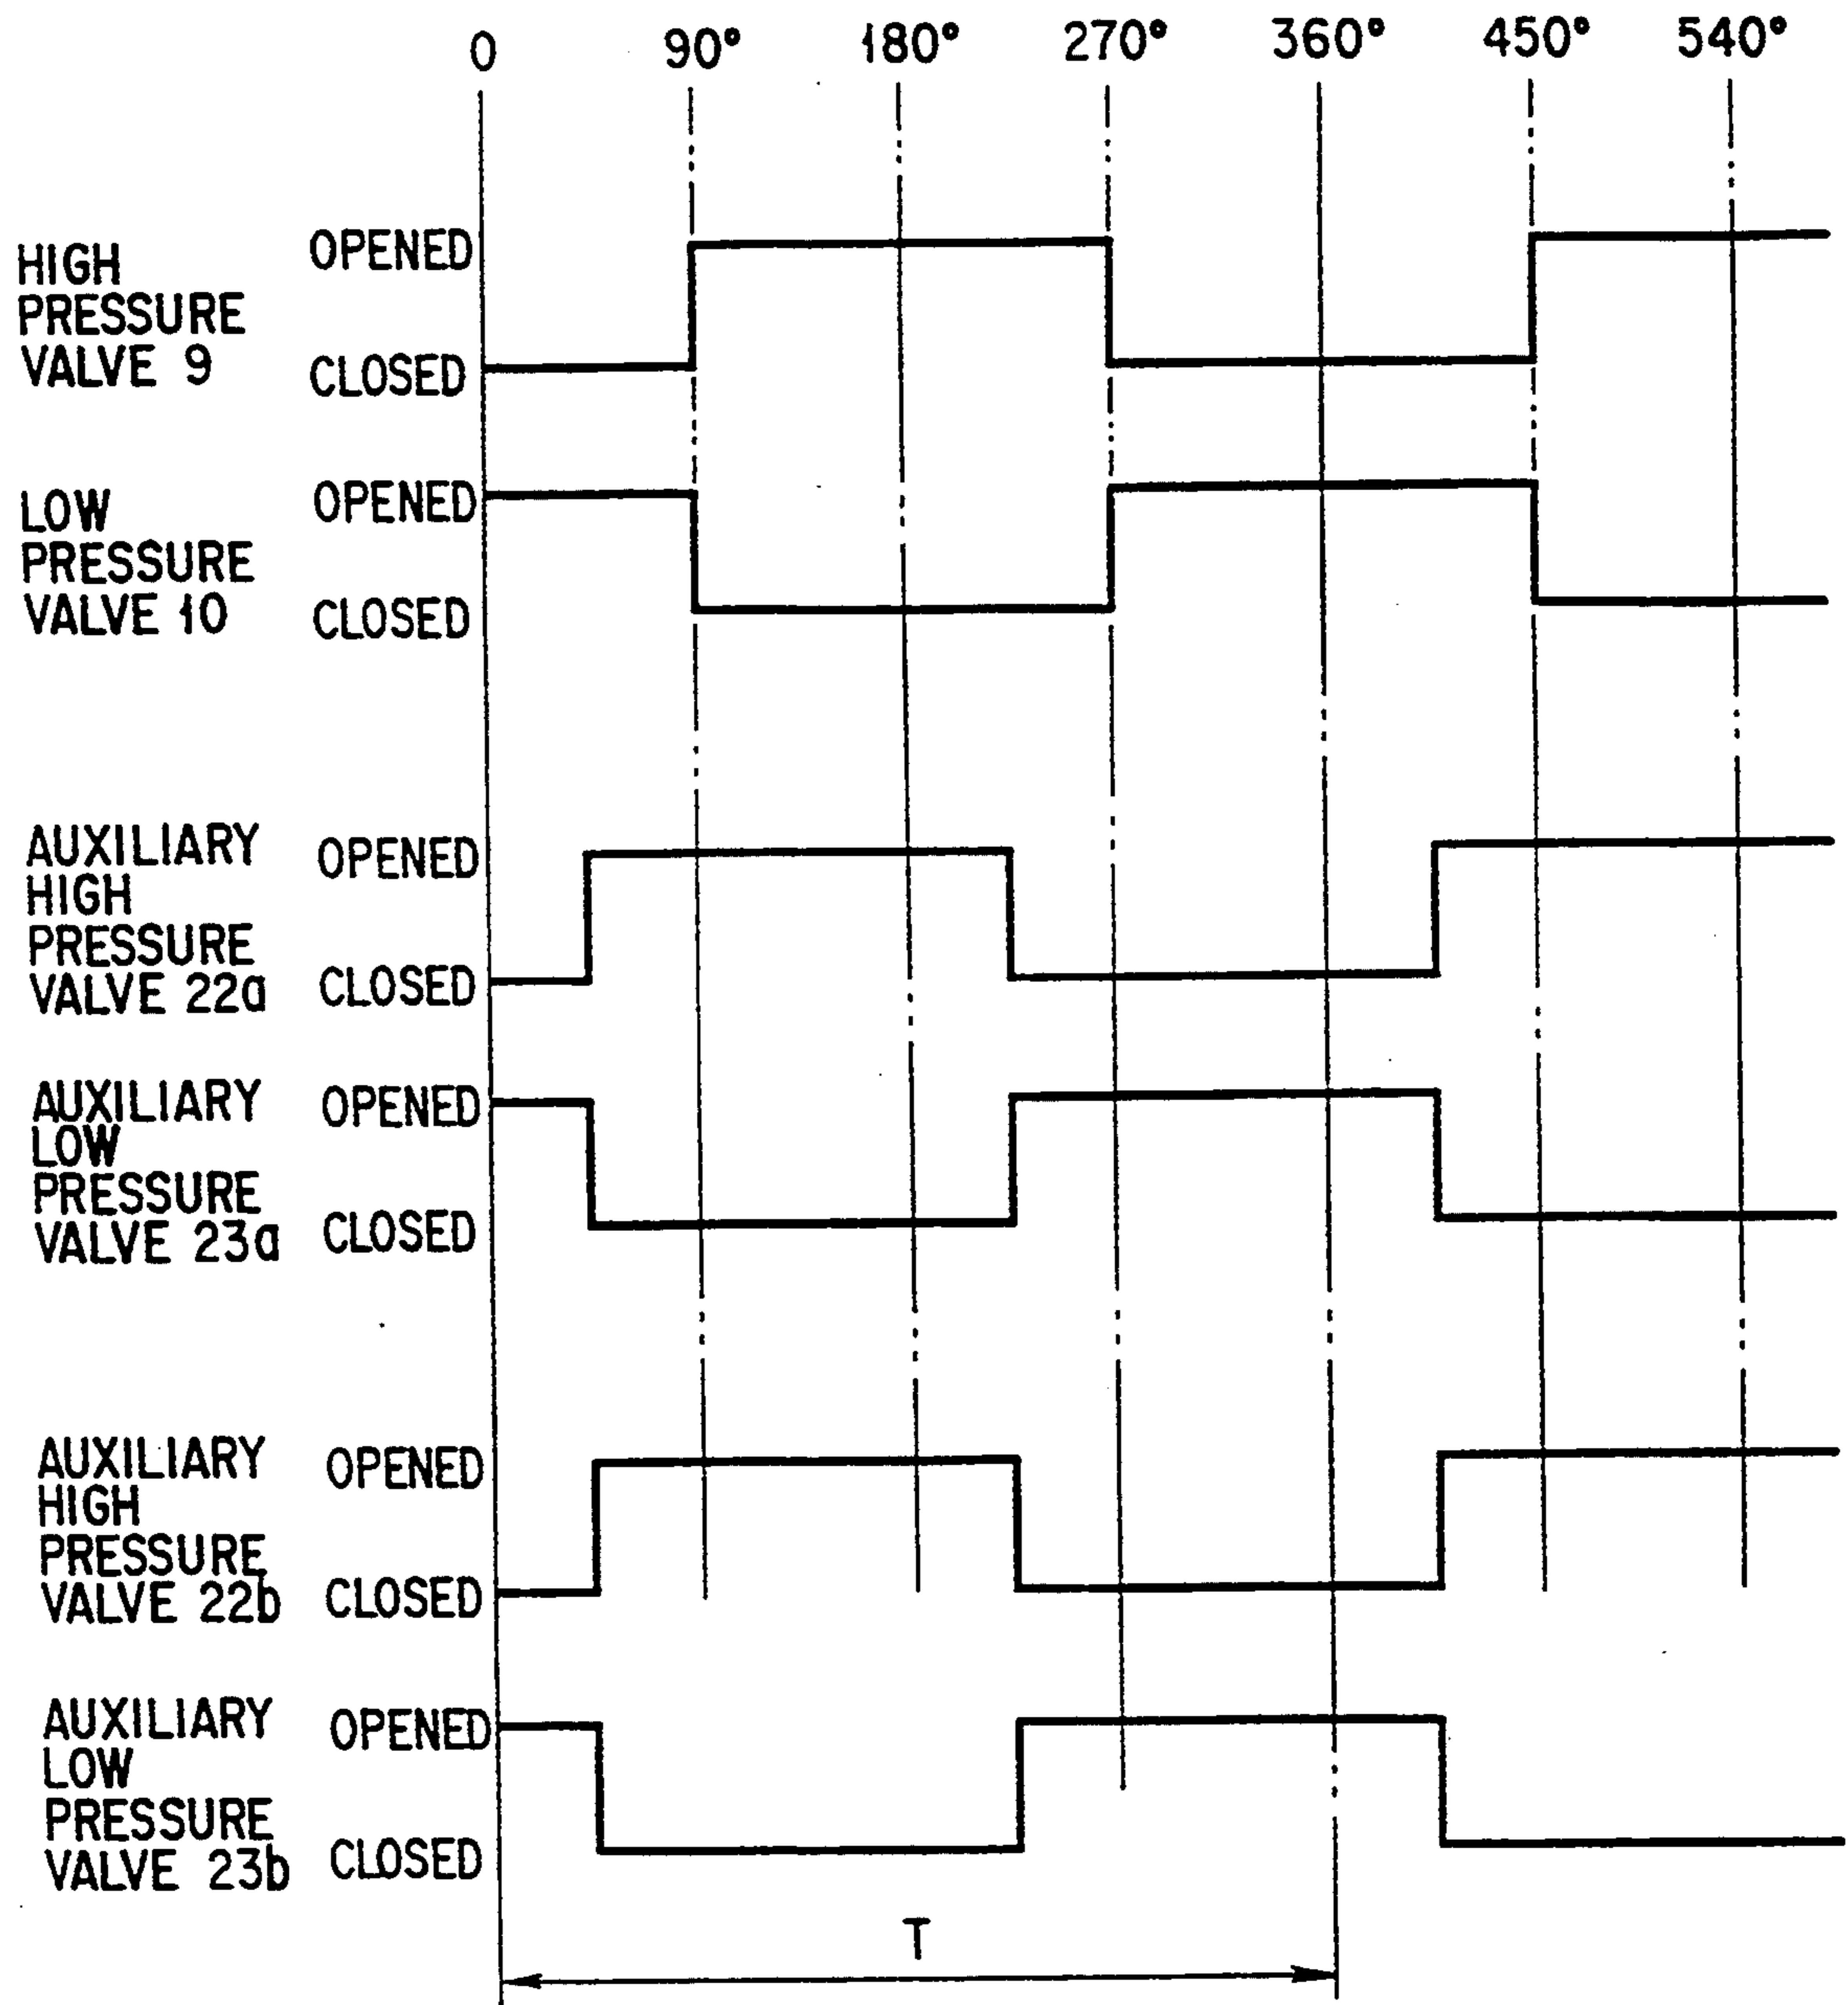 0 90° 180° 270° 360° 450° 540°
HIGH
PRESSURE
VALVE 9
OPENED
CLOSED
LOW
PRESSURE
VALVE 10
OPENED
CLOSED
AUXILIARY
HIGH
PRESSURE
VALVE 22a
OPENED
CLOSED
AUXILIARY
LOW
PRESSURE
VALVE 23a
OPENED
CLOSED
AUXILIARY
HIGH
PRESSURE
VALVE 22b
OPENED
CLOSED
AUXILIARY
LOW
PRESSURE
VALVE 23b
OPENED
CLOSED
T